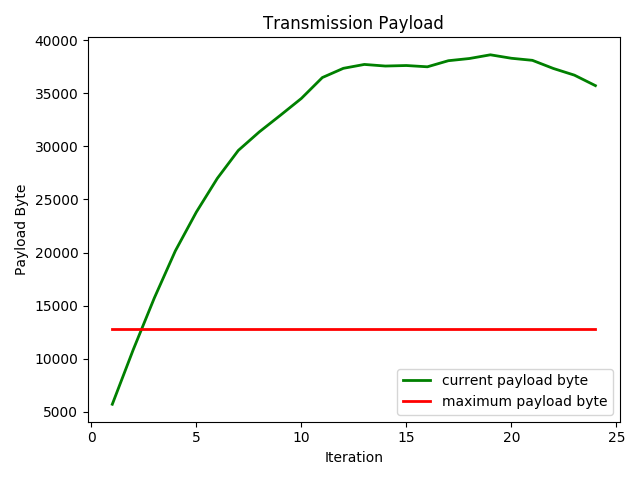 Transmission Payload
40000
35000
30000
25000
20000
15000
10000
5000
Payload Byte
0
5
10
15
20
25
Iteration
current payload byte
maximum payload byte